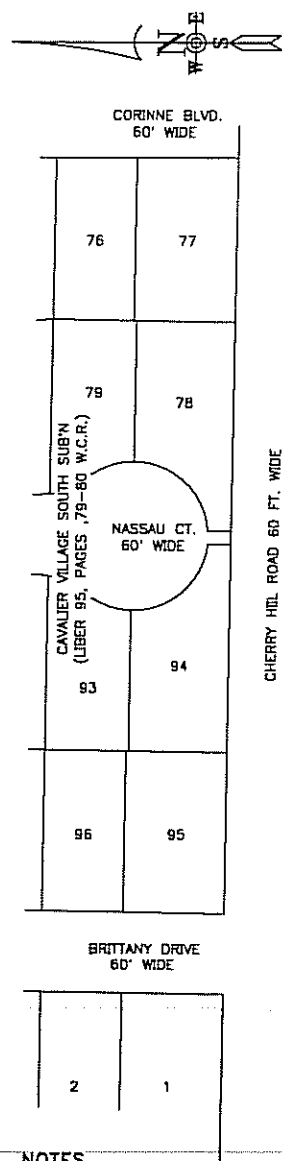 N
E
S
W
CORINNE BLVD.
60' WIDE
76
77
79
78
NASSAU CT.
60' WIDE
CAVALIER VILLAGE SOUTH SUB'N
(LIBER 95, PAGES ,79-80 W.C.R.)
CHERRY HILL ROAD 60 FT. WIDE
93
94
96
95
BRITTANY DRIVE
60' WIDE
2
1
NOTES